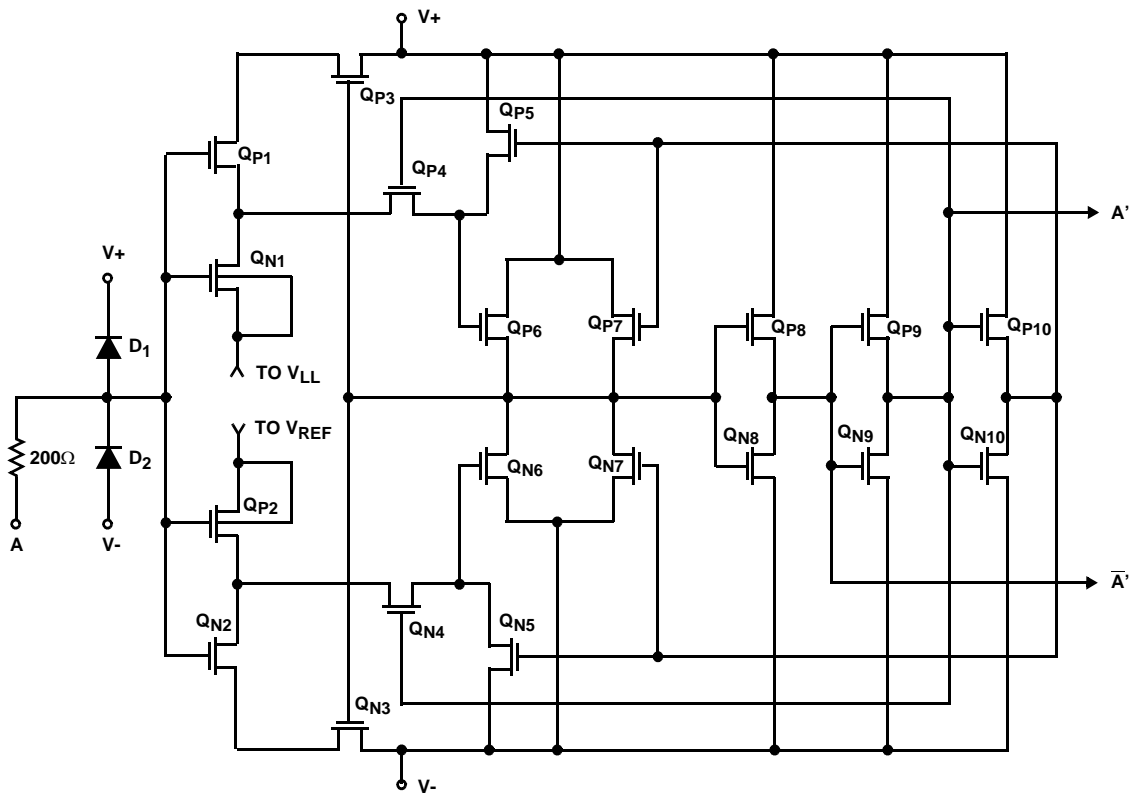 V+
QP3
QP5
QP1
QP4
A’
V+
QN1
QP6
QP7
QP8
QP9
QP10
D1
TO VLL
TO VREF
200Ω
D2
QN6
QN7
QN8
QN9
QN10
QP2
A
V-
A̅’
QN2
QN4
QN5
QN3
V-